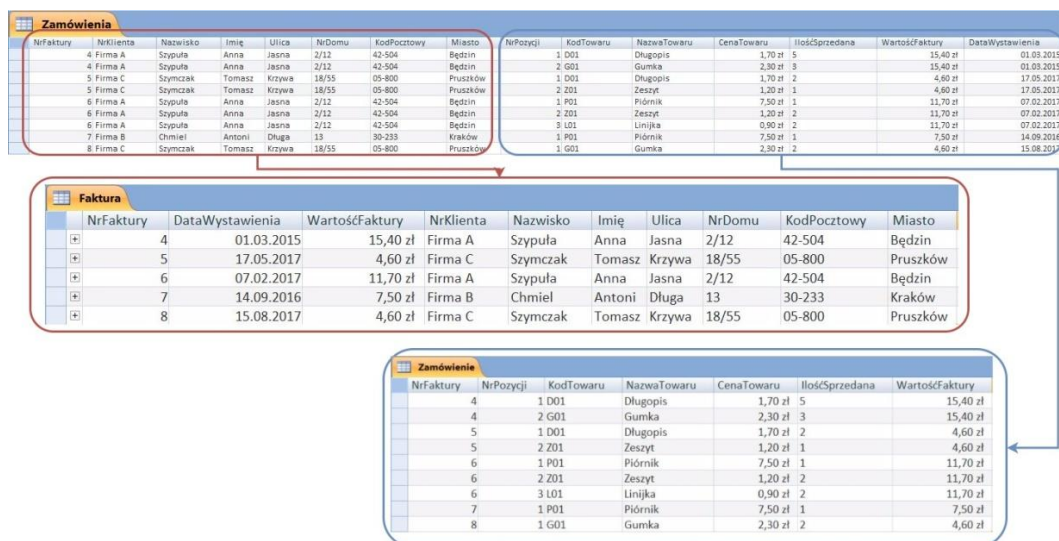 Zamówienia
NrFaktury NrKlienta Nazwisko Imię Ulica NrDomu KodPocztowy Miasto NrPozycji KodTowaru NazwaTowaru CenaTowaru IlośćSprzedana WartośćFaktury DataWystawienia
4 Firma A Szypuła Anna Jasna 2/12 42-504 Będzin 1 D01 Długopis 1,70 zł 5 15,40 zł 01.03.2015
4 Firma A Szypuła Anna Jasna 2/12 42-504 Będzin 2 G01 Gumka 2,30 zł 3 15,40 zł 01.03.2015
5 Firma C Szymczak Tomasz Krzywa 18/55 05-800 Pruszków 1 D01 Długopis 1,70 zł 2 4,60 zł 17.05.2017
5 Firma C Szymczak Tomasz Krzywa 18/55 05-800 Pruszków 2 Z01 Zeszyt 1,20 zł 1 4,60 zł 17.05.2017
6 Firma A Szypuła Anna Jasna 2/12 42-504 Będzin 1 P01 Piórnik 7,50 zł 1 11,70 zł 07.02.2017
6 Firma A Szypuła Anna Jasna 2/12 42-504 Będzin 2 Z01 Zeszyt 1,20 zł 2 11,70 zł 07.02.2017
6 Firma A Szypuła Anna Jasna 2/12 42-504 Będzin 3 L01 Linijka 0,90 zł 2 11,70 zł 07.02.2017
7 Firma B Chmiel Antoni Długa 13 30-233 Kraków 1 P01 Piórnik 7,50 zł 1 7,50 zł 14.09.2016
8 Firma C Szymczak Tomasz Krzywa 18/55 05-800 Pruszków 1 G01 Gumka 2,30 zł 2 4,60 zł 15.08.2017
Faktura
NrFaktury DataWystawienia WartośćFaktury NrKlienta Nazwisko Imię Ulica NrDomu KodPocztowy Miasto
4 01.03.2015 15,40 zł Firma A Szypuła Anna Jasna 2/12 42-504 Będzin
5 17.05.2017 4,60 zł Firma C Szymczak Tomasz Krzywa 18/55 05-800 Pruszków
6 07.02.2017 11,70 zł Firma A Szypuła Anna Jasna 2/12 42-504 Będzin
7 14.09.2016 7,50 zł Firma B Chmiel Antoni Długa 13 30-233 Kraków
8 15.08.2017 4,60 zł Firma C Szymczak Tomasz Krzywa 18/55 05-800 Pruszków
Zamówienie
NrFaktury NrPozycji KodTowaru NazwaTowaru CenaTowaru IlośćSprzedana WartośćFaktury
4 1 D01 Długopis 1,70 zł 5 15,40 zł
4 2 G01 Gumka 2,30 zł 3 15,40 zł
5 1 D01 Długopis 1,70 zł 2 4,60 zł
5 2 Z01 Zeszyt 1,20 zł 1 4,60 zł
6 1 P01 Piórnik 7,50 zł 1 11,70 zł
6 2 Z01 Zeszyt 1,20 zł 2 11,70 zł
6 3 L01 Linijka 0,90 zł 2 11,70 zł
7 1 P01 Piórnik 7,50 zł 1 7,50 zł
8 1 G01 Gumka 2,30 zł 2 4,60 zł